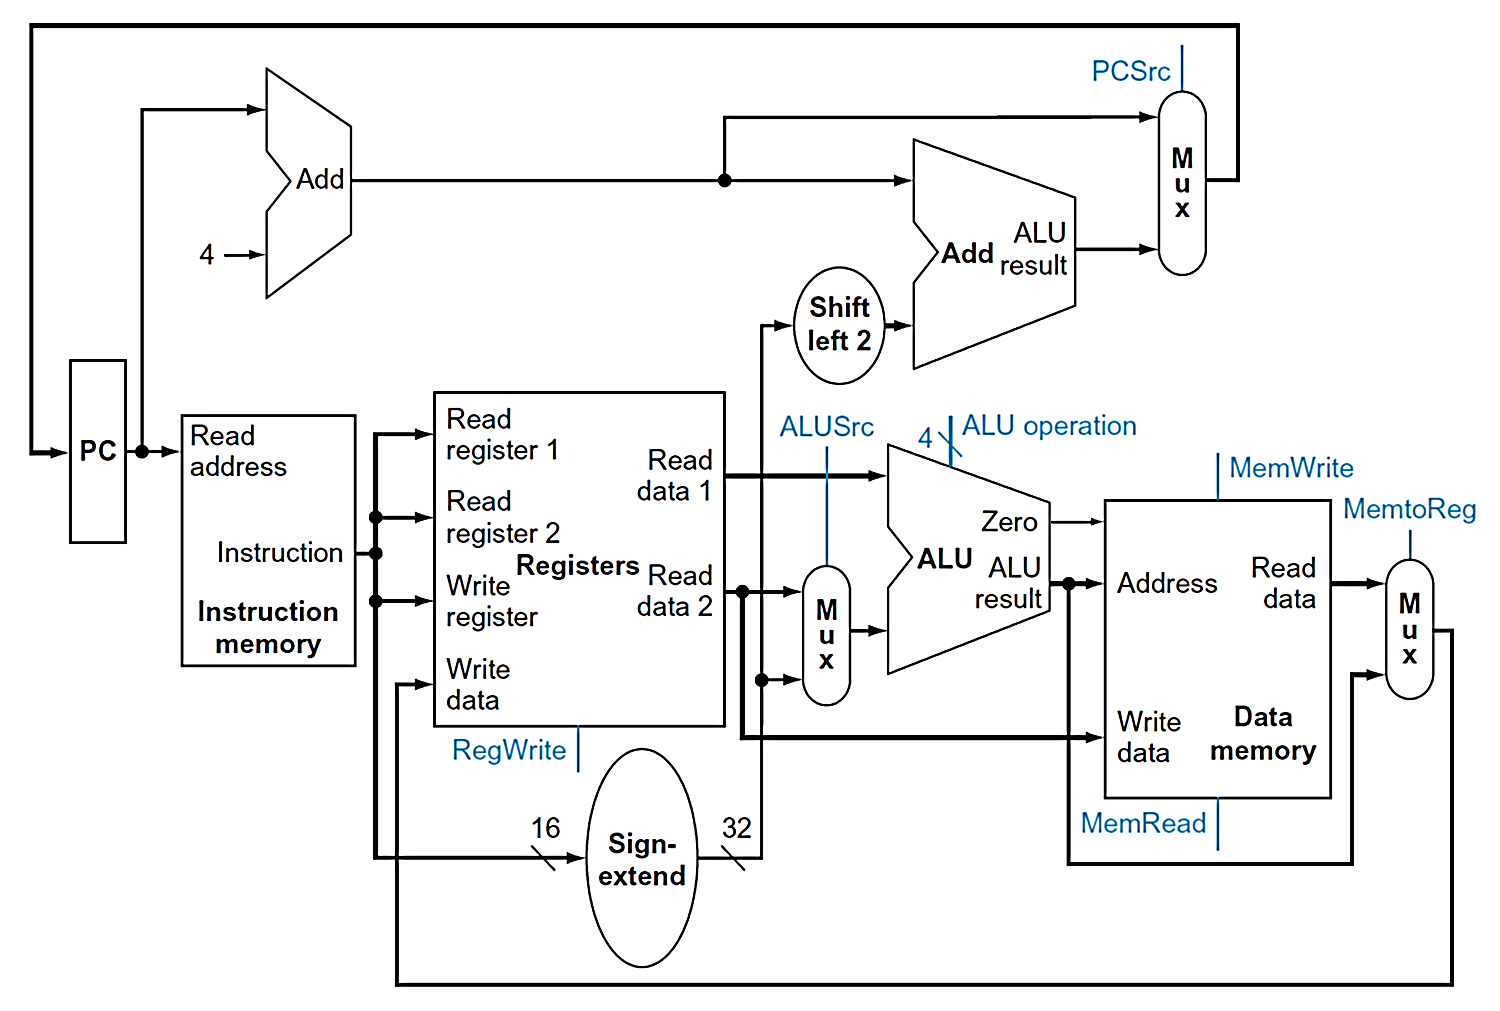 PCSrc
M
u
x
Add
4
ALU
Add result
Shift
left 2
PC
Read
address
Instruction
Instruction
memory
Read
register 1
Read
register 2
Write
register
Write
data
Registers
Read
data 1
Read
data 2
RegWrite
16
Sign-
extend
32
ALUSrc
M
u
x
4
ALU operation
Zero
ALU
ALU
result
MemWrite
Address
Read
data
Write
data
Data
memory
MemRead
MemtoReg
M
u
x